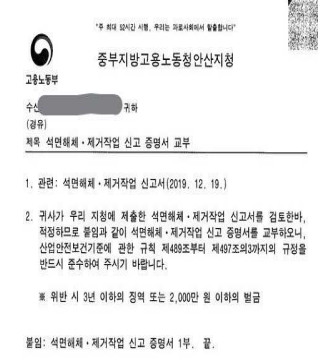 "주 최대 52시간 시행, 우리는 과로사회에서 탈출합니다"
중부지방고용노동청안산지청
고용노동부
수신 귀하
(경유)
제목 석면해체·제거작업 신고 증명서 교부
1. 관련: 석면해체·제거작업 신고서(2019. 12. 19.)
2. 귀사가 우리 지청에 제출한 석면해체·제거작업 신고서를 검토한바,
적정하므로 붙임과 같이 석면해체·제거작업 신고 증명서를 교부하오니,
산업안전보건기준에 관한 규칙 제489조부터 제497조의3까지의 규정을
반드시 준수하여 주시기 바랍니다.
※ 위반 시 3년 이하의 징역 또는 2,000만 원 이하의 벌금
붙임: 석면해체·제거작업 신고 증명서 1부. 끝.